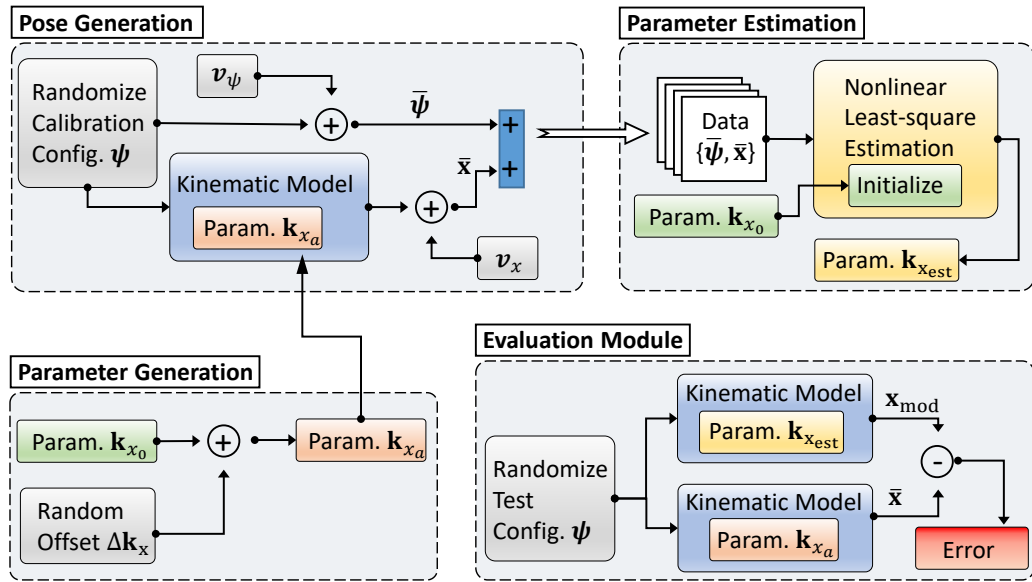 Pose Generation
Randomize
Calibration
Config. ψ
v_ψ
+
ψ̄
+
+
x̄
Kinematic Model
Param. k_{x_a}
+
v_x
Parameter Estimation
Data
{ψ̄, x̄}
Nonlinear
Least-square
Estimation
Initialize
Param. k_{x_0}
Param. k_{x_est}
Parameter Generation
Param. k_{x_0}
+
Param. k_{x_a}
Random
Offset Δk_x
Evaluation Module
Randomize
Test
Config. ψ
Kinematic Model
Param. k_{x_est}
x_mod
-
Kinematic Model
Param. k_{x_a}
x̄
Error